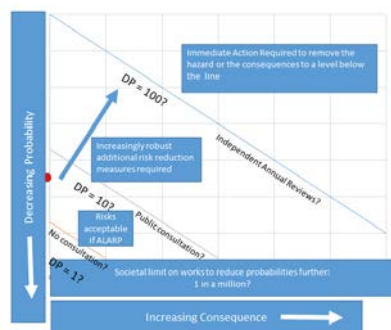 Immediate Action Required to remove the
hazard or the consequences to a level below
the line
DP = 100?
Decreasing Probability
Increasingly robust
additional risk reduction
measures required
Independent Annual Reviews?
DP = 10?
Risks
acceptable
if ALARP
Public consultation?
No consultation?
DP = 1?
Societal limit on works to reduce probabilities further:
1 in a million?
Increasing Consequence